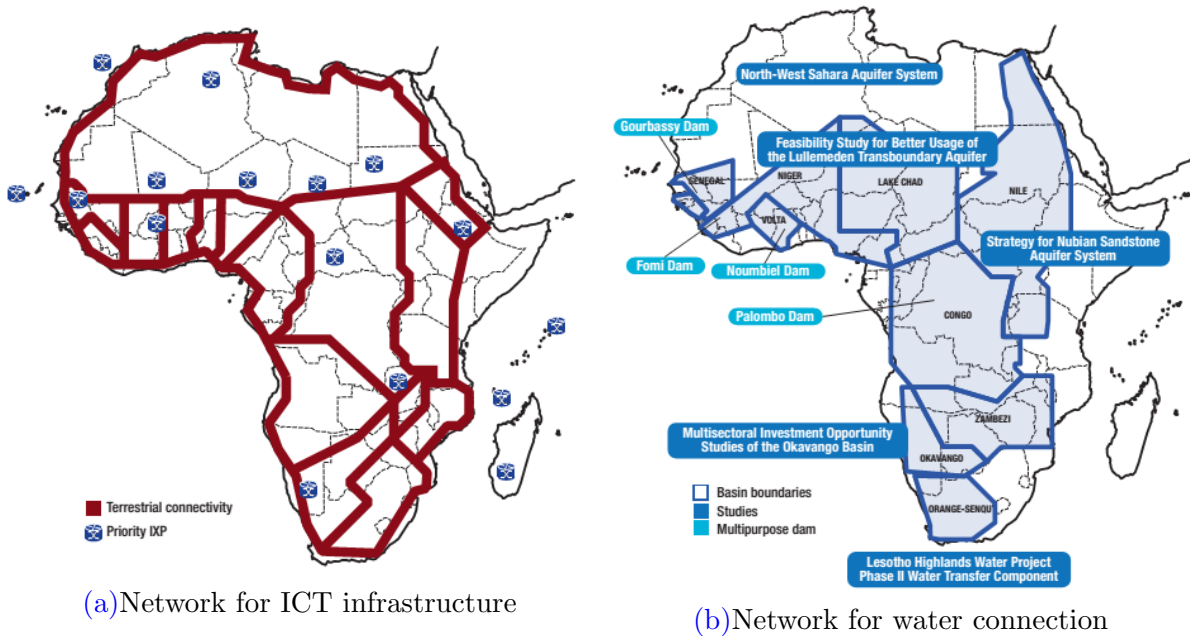 Terrestrial connectivity
Priority IXP
(a)Network for ICT infrastructure
North-West Sahara Aquifer System
Gourbassy Dam
Feasibility Study for Better Usage of
the Lullemeden Transboundary Aquifer
SENEGAL
NIGER
LAKE CHAD
NILE
VOLTA
Strategy for Nubian Sandstone
Aquifer System
Fomi Dam
Noumbiel Dam
Palombo Dam
CONGO
ZAMBEZI
Multisectoral Investment Opportunity
Studies of the Okavango Basin
OKAVANGO
Basin boundaries
Studies
Multipurpose dam
ORANGE-SENQU
Lesotho Highlands Water Project
Phase II Water Transfer Component
(b)Network for water connection